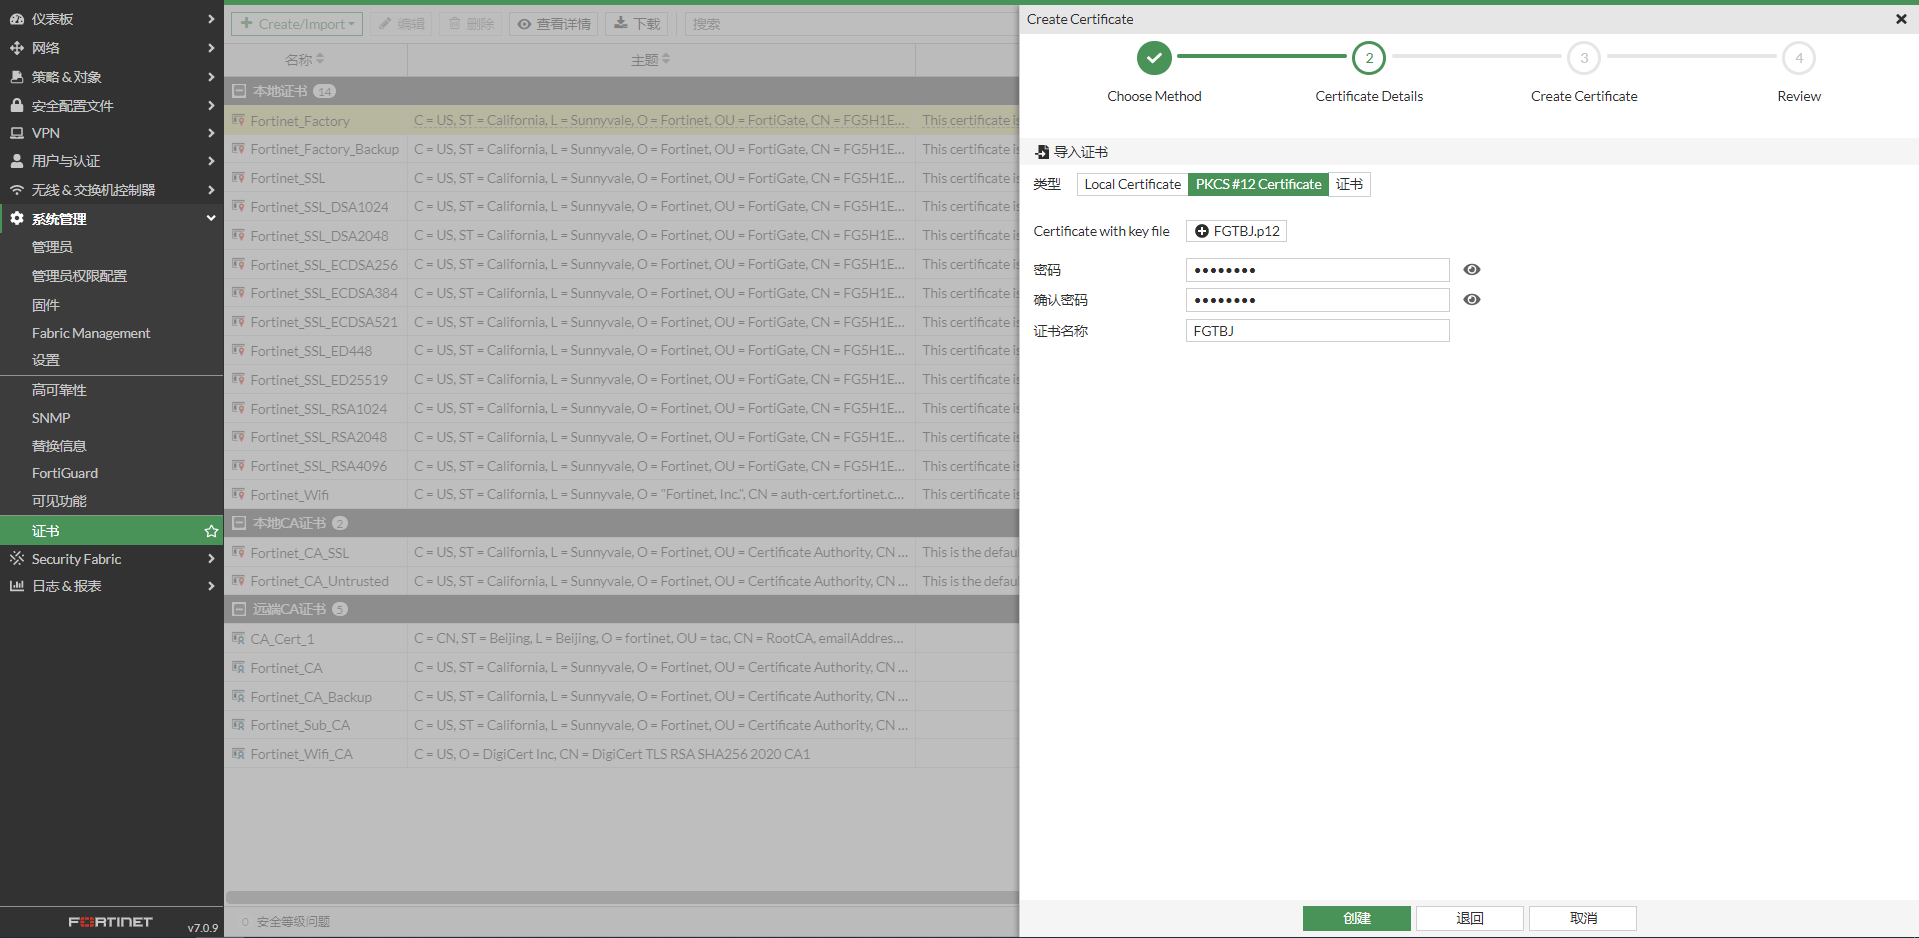 仪表板
网络
策略 & 对象
安全配置文件
VPN
用户与认证
无线 & 交换机控制器
系统管理
管理员
管理员权限配置
固件
Fabric Management
设置
高可靠性
SNMP
替换信息
FortiGuard
可见功能
证书
Security Fabric
日志 & 报表
FORTINET
v7.0.9
Create/Import
编辑
删除
查看详情
下载
搜索
名称
主题
本地证书 14
Fortinet_Factory C = US, ST = California, L = Sunnyvale, O = Fortinet, OU = FortiGate, CN = FG5H1E... This certificate is
Fortinet_Factory_Backup C = US, ST = California, L = Sunnyvale, O = Fortinet, OU = FortiGate, CN = FG5H1E... This certificate is
Fortinet_SSL C = US, ST = California, L = Sunnyvale, O = Fortinet, OU = FortiGate, CN = FG5H1E... This certificate is
Fortinet_SSL_DSA1024 C = US, ST = California, L = Sunnyvale, O = Fortinet, OU = FortiGate, CN = FG5H1E... This certificate is
Fortinet_SSL_DSA2048 C = US, ST = California, L = Sunnyvale, O = Fortinet, OU = FortiGate, CN = FG5H1E... This certificate is
Fortinet_SSL_ECDSA256 C = US, ST = California, L = Sunnyvale, O = Fortinet, OU = FortiGate, CN = FG5H1E... This certificate is
Fortinet_SSL_ECDSA384 C = US, ST = California, L = Sunnyvale, O = Fortinet, OU = FortiGate, CN = FG5H1E... This certificate is
Fortinet_SSL_ECDSA521 C = US, ST = California, L = Sunnyvale, O = Fortinet, OU = FortiGate, CN = FG5H1E... This certificate is
Fortinet_SSL_ED448 C = US, ST = California, L = Sunnyvale, O = Fortinet, OU = FortiGate, CN = FG5H1E... This certificate is
Fortinet_SSL_ED25519 C = US, ST = California, L = Sunnyvale, O = Fortinet, OU = FortiGate, CN = FG5H1E... This certificate is
Fortinet_SSL_RSA1024 C = US, ST = California, L = Sunnyvale, O = Fortinet, OU = FortiGate, CN = FG5H1E... This certificate is
Fortinet_SSL_RSA2048 C = US, ST = California, L = Sunnyvale, O = Fortinet, OU = FortiGate, CN = FG5H1E... This certificate is
Fortinet_SSL_RSA4096 C = US, ST = California, L = Sunnyvale, O = Fortinet, OU = FortiGate, CN = FG5H1E... This certificate is
Fortinet_Wifi C = US, ST = California, L = Sunnyvale, O = "Fortinet, Inc.", CN = auth-cert.fortinet.c... This certificate is
本地CA证书 2
Fortinet_CA_SSL C = US, ST = California, L = Sunnyvale, O = Fortinet, OU = Certificate Authority, CN ... This is the defau
Fortinet_CA_Untrusted C = US, ST = California, L = Sunnyvale, O = Fortinet, OU = Certificate Authority, CN ... This is the defau
远端CA证书 5
CA_Cert_1 C = CN, ST = Beijing, L = Beijing, O = fortinet, OU = tac, CN = RootCA, emailAddres...
Fortinet_CA C = US, ST = California, L = Sunnyvale, O = Fortinet, OU = Certificate Authority, CN ...
Fortinet_CA_Backup C = US, ST = California, L = Sunnyvale, O = Fortinet, OU = Certificate Authority, CN ...
Fortinet_Sub_CA C = US, ST = California, L = Sunnyvale, O = Fortinet, OU = Certificate Authority, CN ...
Fortinet_Wifi_CA C = US, O = DigiCert Inc, CN = DigiCert TLS RSA SHA256 2020 CA1
安全等级问题
Create Certificate
2 3 4
Choose Method Certificate Details Create Certificate Review
导入证书
类型 Local Certificate PKCS #12 Certificate 证书
Certificate with key file FGTBJ.p12
密码 ••••••••
确认密码 ••••••••
证书名称 FGTBJ
创建 退回 取消